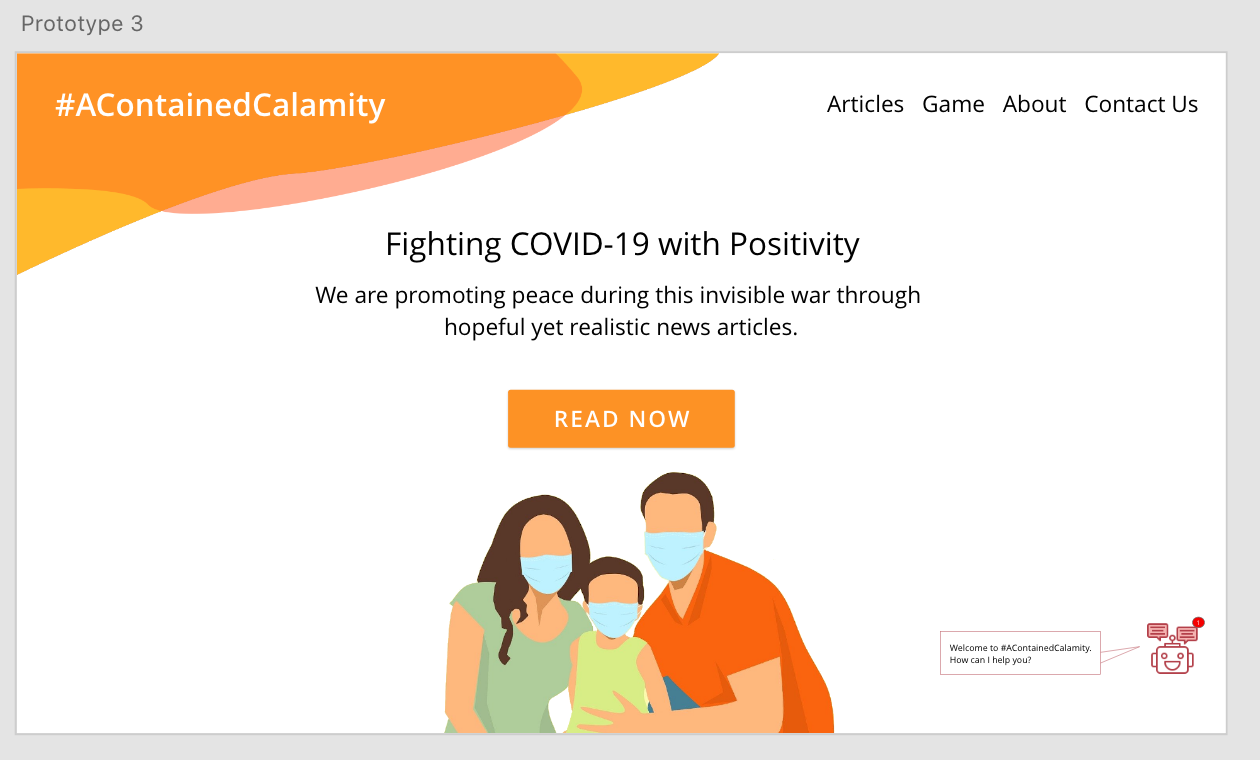 Prototype 3
#AContainedCalamity
Articles Game About Contact Us
Fighting COVID-19 with Positivity
We are promoting peace during this invisible war through
hopeful yet realistic news articles.
READ NOW
Welcome to #AContainedCalamity.
How can I help you?